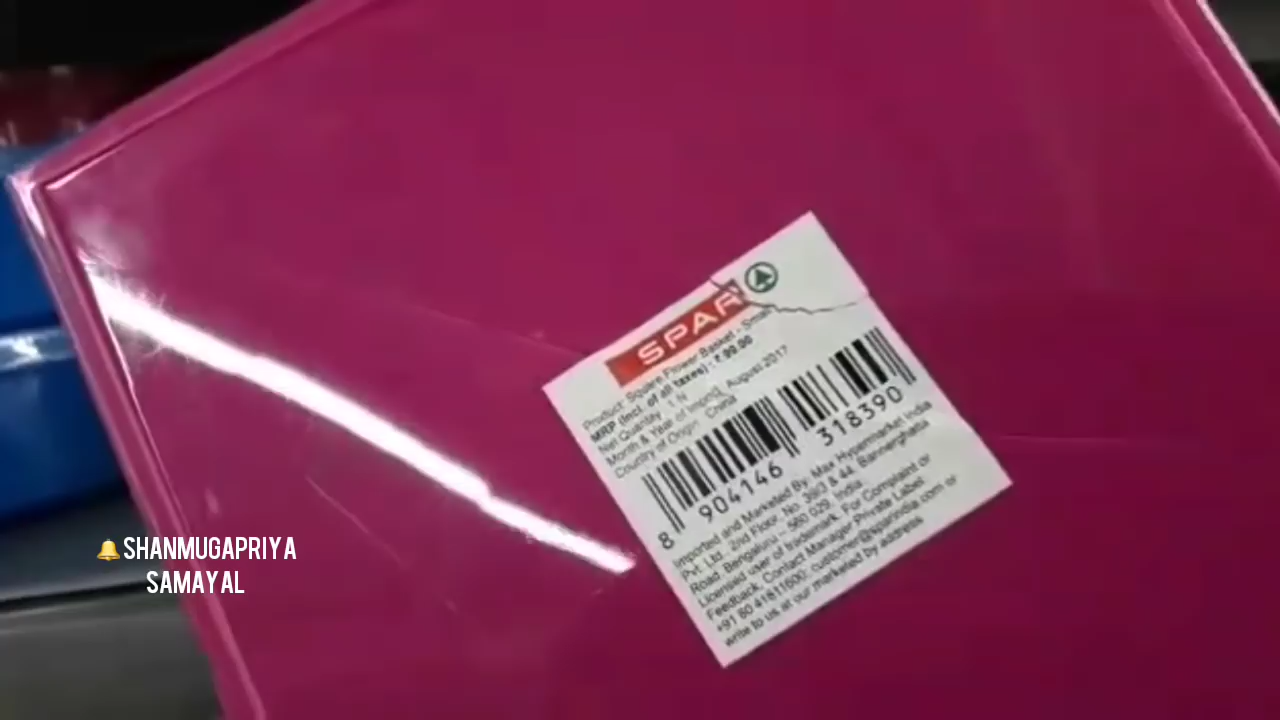 SPAR
Product: Square Flower Basket - Small
MRP (Incl. of all taxes) : ₹ 99.00
Net Quantity : 1 N
Month & Year of Import: August 2017
Country of Origin : China
8 904146 318390
Imported and Marketed By: Max Hypermarket India
Pvt. Ltd., 2nd Floor, No. 39/3 & 44, Bannerghatta
Road, Bengaluru - 560 029, India.
Licensed user of trademark. For Complaint or
Feedback, Contact Manager Private Label
+91 80 41811600; customer@sparindia.com or
write to us at our marketed by address
🔔SHANMUGAPRIYA
SAMAYAL